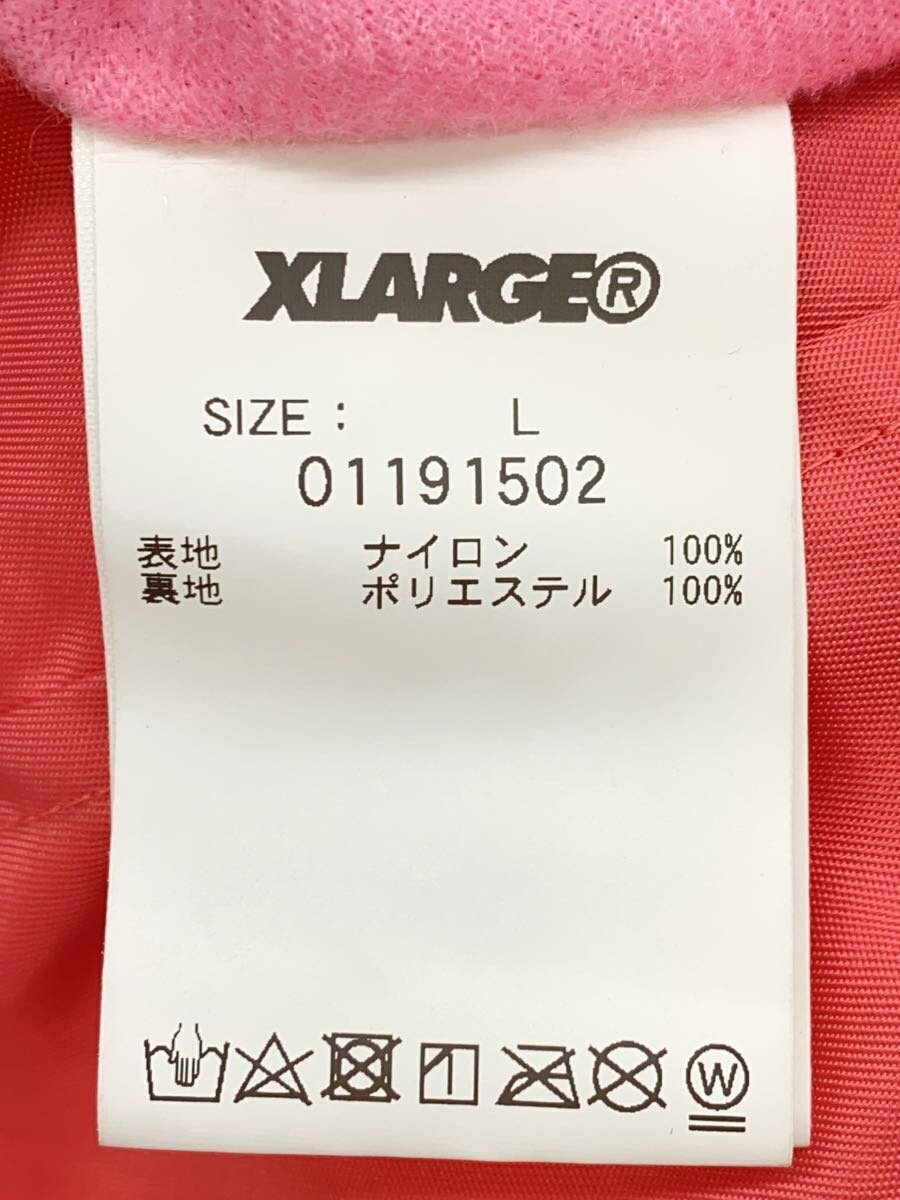 XLARGE®
SIZE : L
01191502
表地 ナイロン 100%
裏地 ポリエステル 100%
W